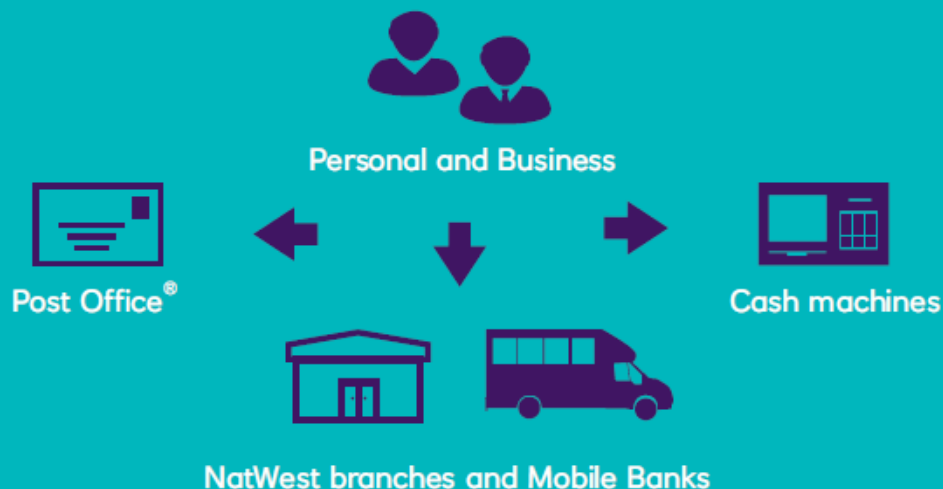 Personal and Business
Post Office®
Cash machines
NatWest branches and Mobile Banks